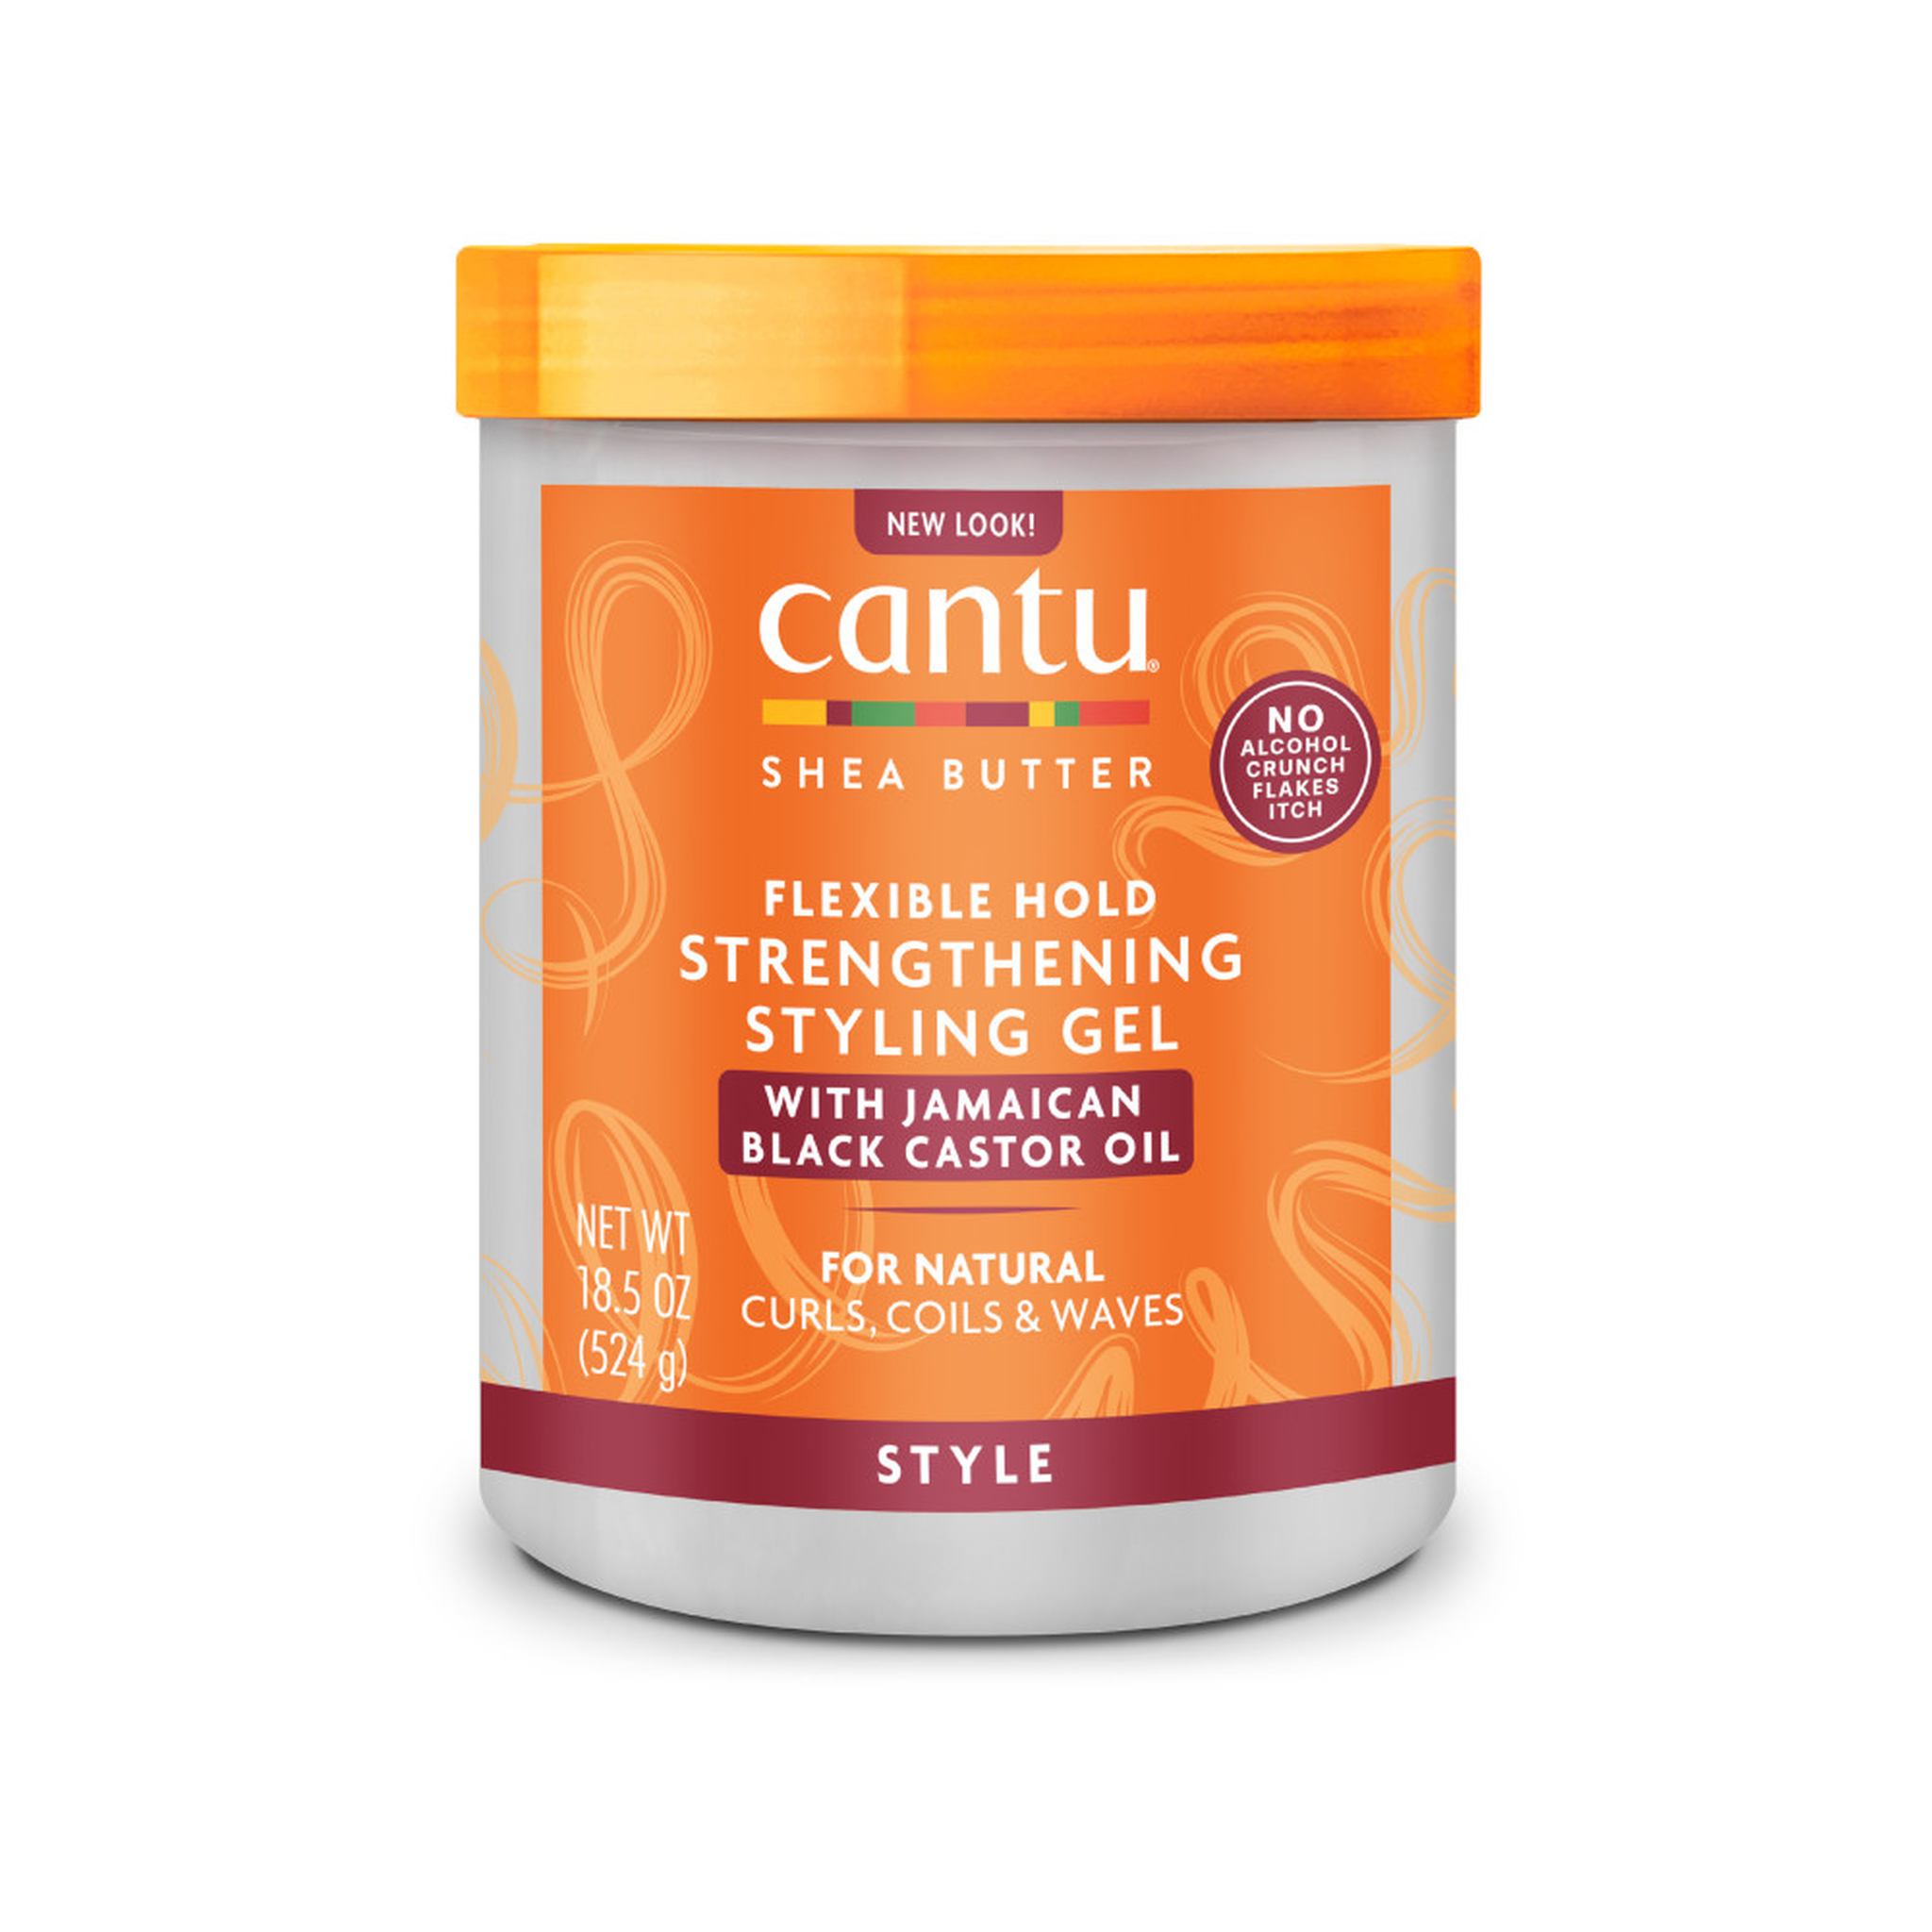 NEW LOOK!
cantu®
SHEA BUTTER
NO
ALCOHOL
CRUNCH
FLAKES
ITCH
FLEXIBLE HOLD
STRENGTHENING
STYLING GEL
WITH JAMAICAN
BLACK CASTOR OIL
NET WT
18.5 OZ
(524 g)
FOR NATURAL
CURLS, COILS & WAVES
STYLE